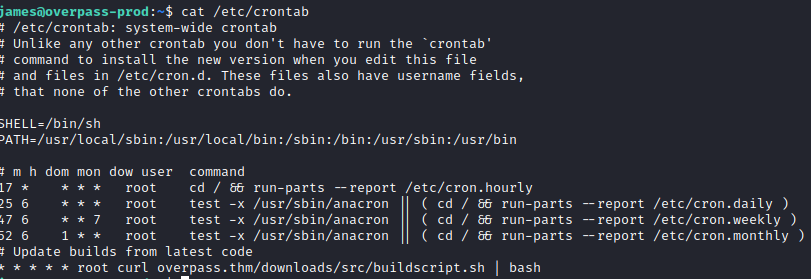 james@overpass-prod:~$ cat /etc/crontab
# /etc/crontab: system-wide crontab
# Unlike any other crontab you don't have to run the `crontab'
# command to install the new version when you edit this file
# and files in /etc/cron.d. These files also have username fields,
# that none of the other crontabs do.

SHELL=/bin/sh
PATH=/usr/local/sbin:/usr/local/bin:/sbin:/bin:/usr/sbin:/usr/bin

# m h dom mon dow user  command
17 *    * * *   root    cd / && run-parts --report /etc/cron.hourly
25 6    * * *   root    test -x /usr/sbin/anacron || ( cd / && run-parts --report /etc/cron.daily )
47 6    * * 7   root    test -x /usr/sbin/anacron || ( cd / && run-parts --report /etc/cron.weekly )
52 6    1 * *   root    test -x /usr/sbin/anacron || ( cd / && run-parts --report /etc/cron.monthly )
# Update builds from latest code
* * * * * root curl overpass.thm/downloads/src/buildscript.sh | bash